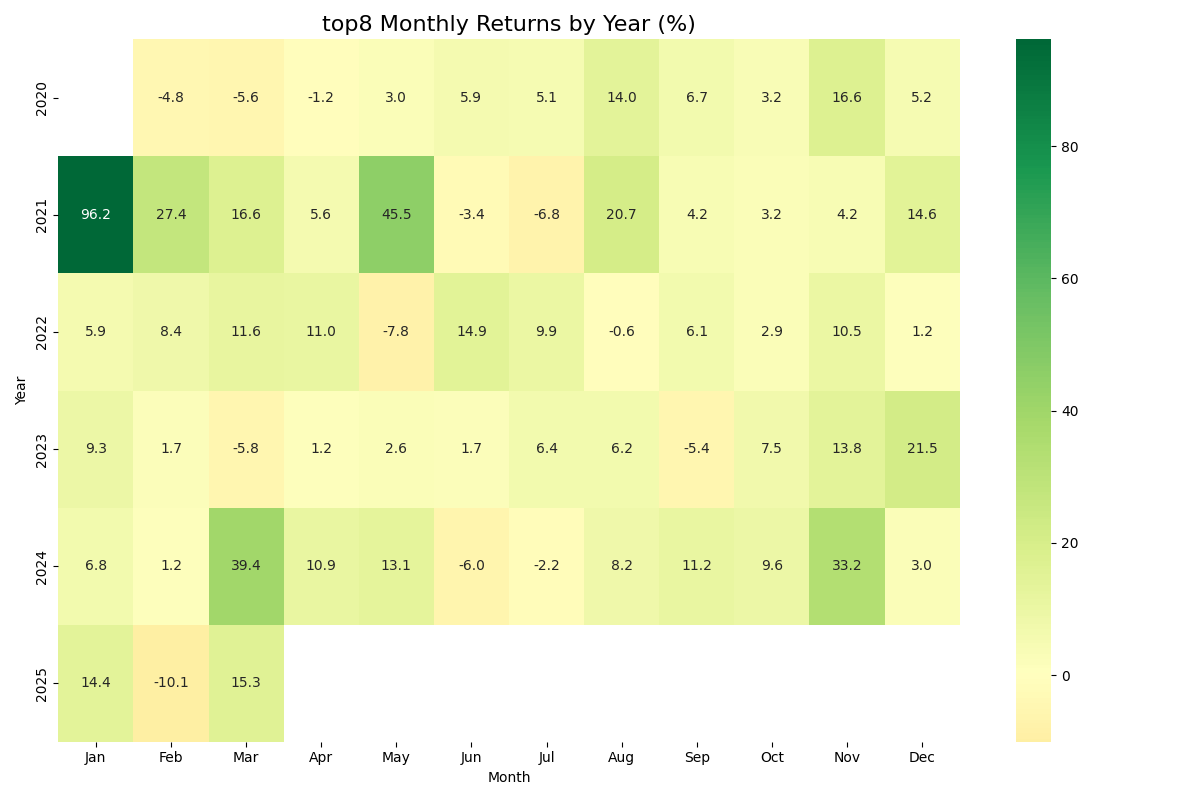 top8 Monthly Returns by Year (%)
2020 -4.8 -5.6 -1.2 3.0 5.9 5.1 14.0 6.7 3.2 16.6 5.2
2021 96.2 27.4 16.6 5.6 45.5 -3.4 -6.8 20.7 4.2 3.2 4.2 14.6
2022 5.9 8.4 11.6 11.0 -7.8 14.9 9.9 -0.6 6.1 2.9 10.5 1.2
2023 9.3 1.7 -5.8 1.2 2.6 1.7 6.4 6.2 -5.4 7.5 13.8 21.5
2024 6.8 1.2 39.4 10.9 13.1 -6.0 -2.2 8.2 11.2 9.6 33.2 3.0
2025 14.4 -10.1 15.3
Year
Jan Feb Mar Apr May Jun Jul Aug Sep Oct Nov Dec
Month
80
60
40
20
0